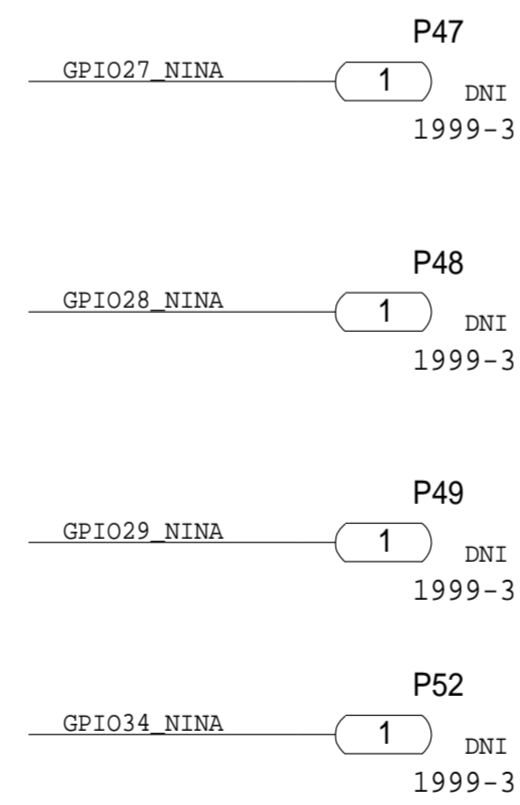 P47
GPIO27_NINA
1
DNI
1999-3
P48
GPIO28_NINA
1
DNI
1999-3
P49
GPIO29_NINA
1
DNI
1999-3
P52
GPIO34_NINA
1
DNI
1999-3